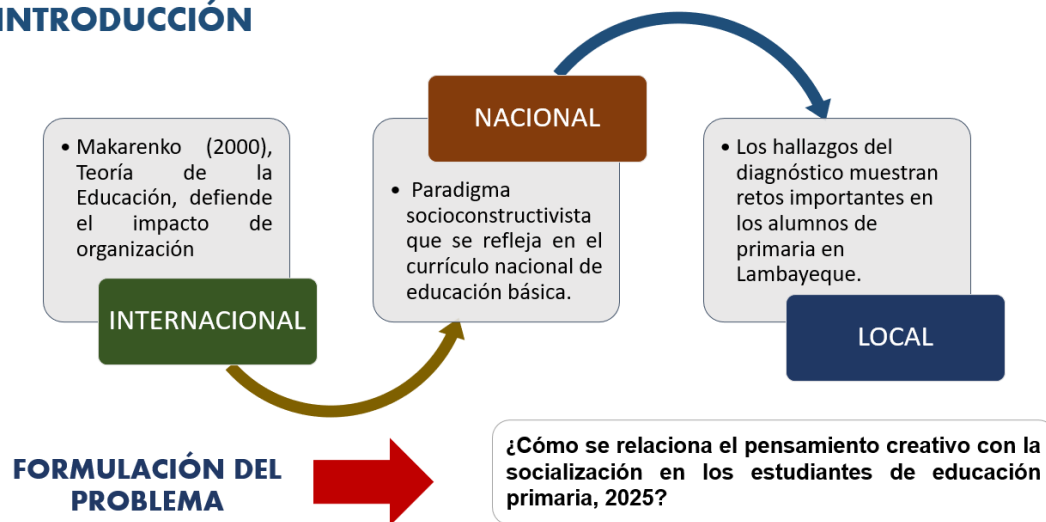 INTRODUCCIÓN
• Makarenko (2000),
Teoría de la
Educación, defiende
el impacto de
organización
INTERNACIONAL
NACIONAL
• Paradigma
socioconstructivista
que se refleja en el
currículo nacional de
educación básica.
• Los hallazgos del
diagnóstico muestran
retos importantes en
los alumnos de
primaria en
Lambayeque.
LOCAL
FORMULACIÓN DEL
PROBLEMA
¿Cómo se relaciona el pensamiento creativo con la
socialización en los estudiantes de educación
primaria, 2025?